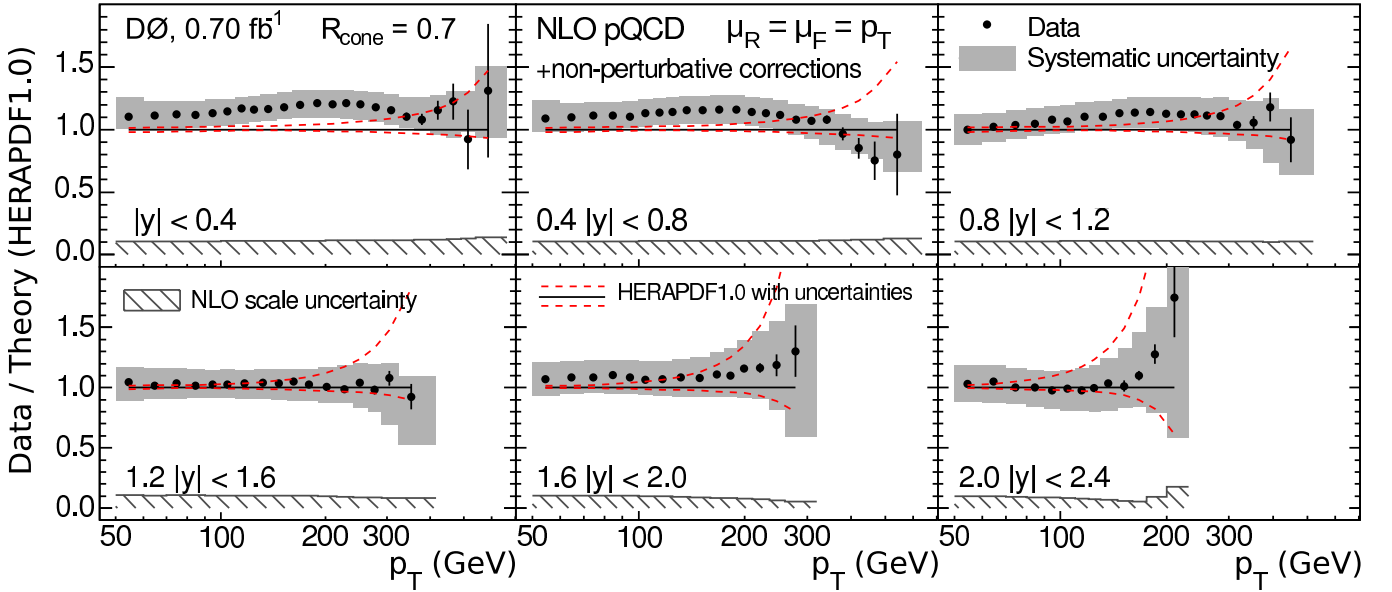 DØ, 0.70 fb⁻¹ R_cone = 0.7
NLO pQCD μ_R = μ_F = p_T
+non-perturbative corrections
Data
Systematic uncertainty
Data / Theory (HERAPDF1.0)
1.5
1.0
0.5
0.0
|y| < 0.4
0.4 |y| < 0.8
0.8 |y| < 1.2
NLO scale uncertainty
HERAPDF1.0 with uncertainties
1.5
1.0
0.5
0.0
1.2 |y| < 1.6
1.6 |y| < 2.0
2.0 |y| < 2.4
50 100 200 300
50 100 200 300
50 100 200 300
p_T (GeV)
p_T (GeV)
p_T (GeV)